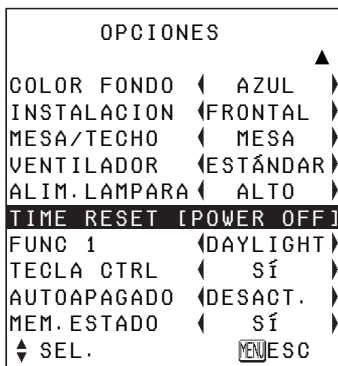 OPCIONES
▲
COLOR FONDO ⟨ AZUL ⟩
INSTALACION ⟨FRONTAL ⟩
MESA/TECHO ⟨ MESA ⟩
VENTILADOR ⟨ESTÁNDAR⟩
ALIM.LAMPARA⟨ ALTO ⟩
TIME RESET [POWER OFF]
FUNC 1 ⟨DAYLIGHT⟩
TECLA CTRL ⟨ SÍ ⟩
AUTOAPAGADO ⟨DESACT. ⟩
MEM.ESTADO ⟨ SÍ ⟩
SEL. MENU ESC